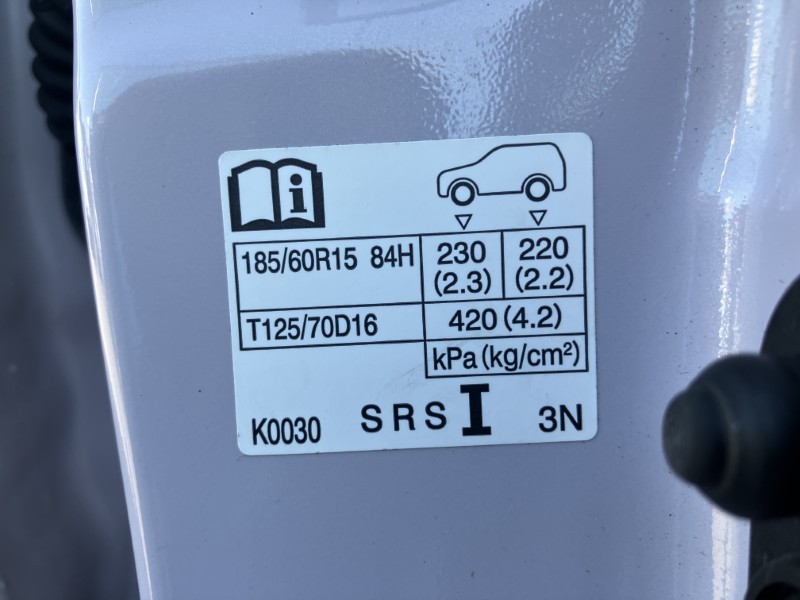 i
185/60R15 84H 230 (2.3) 220 (2.2)
T125/70D16 420 (4.2)
kPa (kg/cm²)
K0030 SRS I 3N